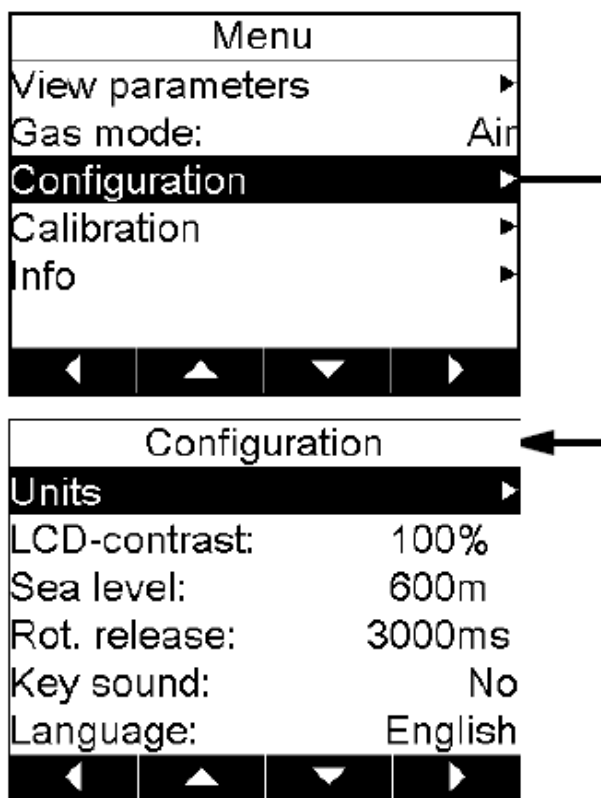 Menu
View parameters
Gas mode: Air
Configuration
Calibration
Info
Configuration
Units
LCD-contrast: 100%
Sea level: 600m
Rot. release: 3000ms
Key sound: No
Language: English